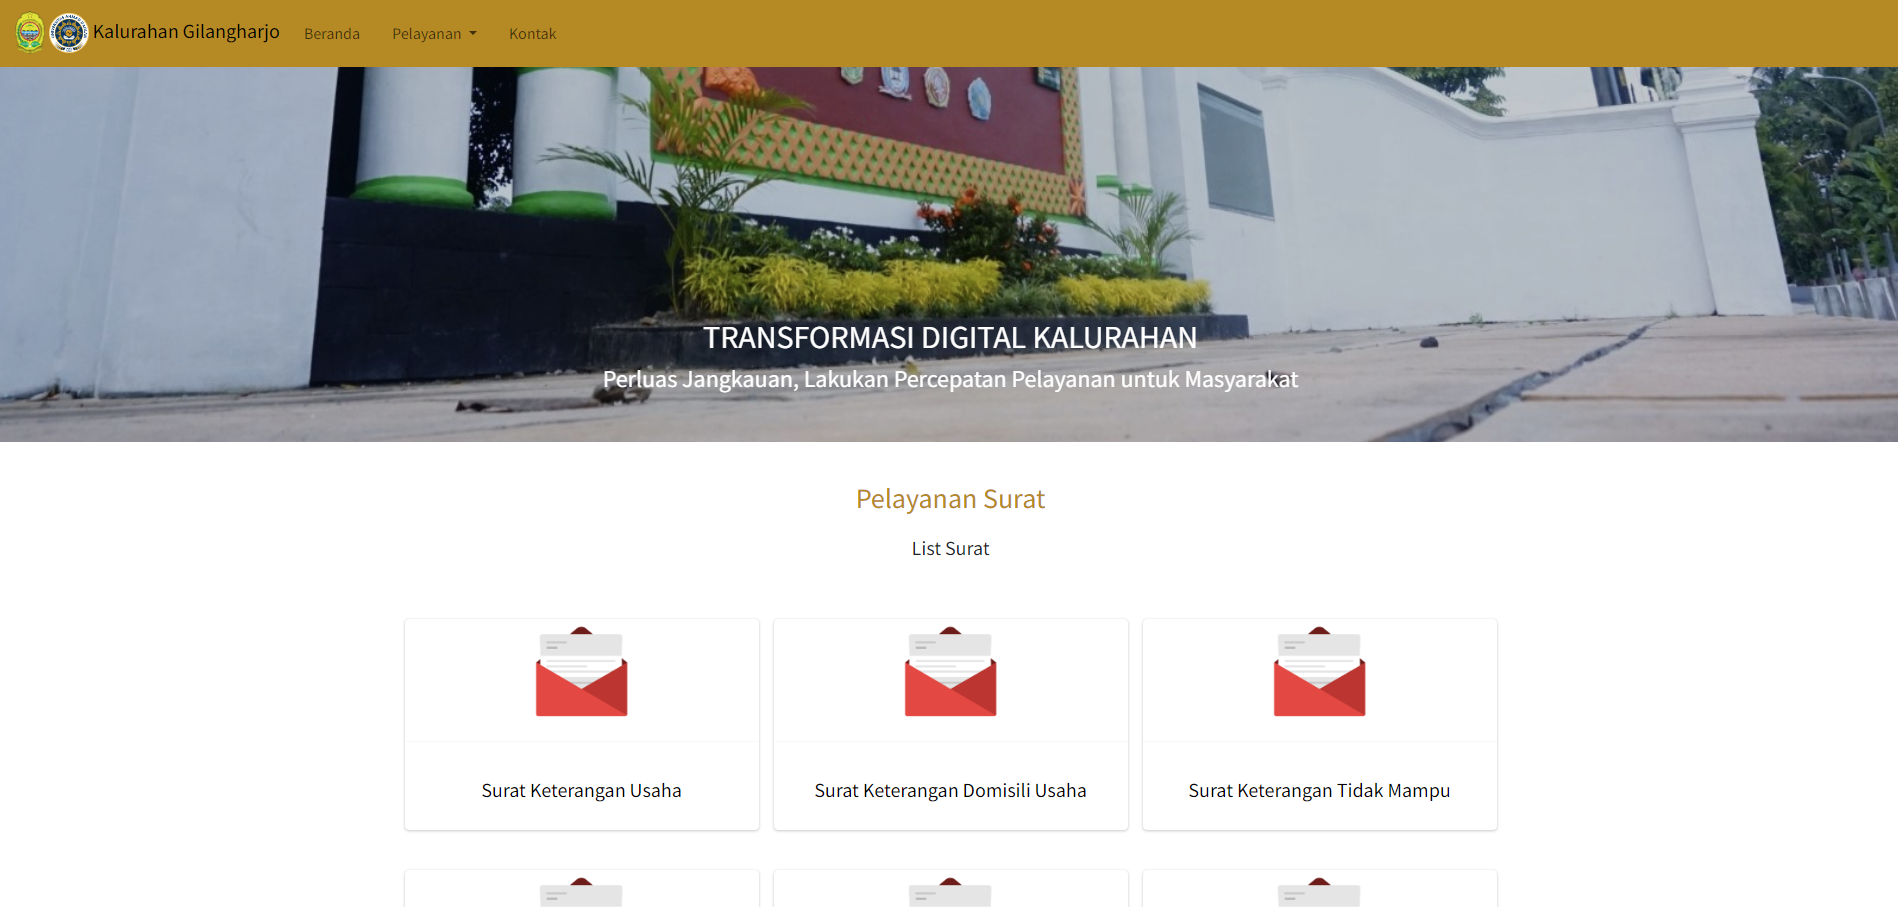 Kalurahan Gilangharjo
Beranda
Pelayanan
Kontak
TRANSFORMASI DIGITAL KALURAHAN
Perluas Jangkauan, Lakukan Percepatan Pelayanan untuk Masyarakat
Pelayanan Surat
List Surat
Surat Keterangan Usaha
Surat Keterangan Domisili Usaha
Surat Keterangan Tidak Mampu